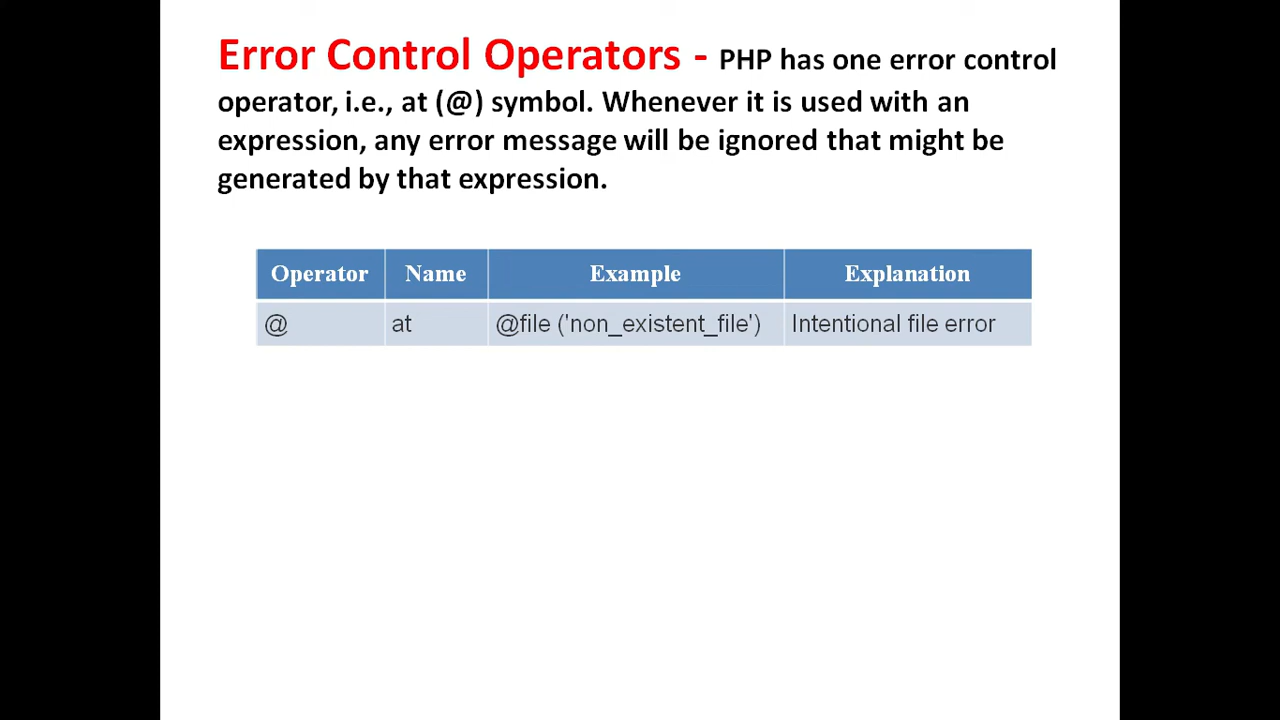 Error Control Operators - PHP has one error control
operator, i.e., at (@) symbol. Whenever it is used with an
expression, any error message will be ignored that might be
generated by that expression.
Operator Name Example Explanation
@ at @file ('non_existent_file') Intentional file error